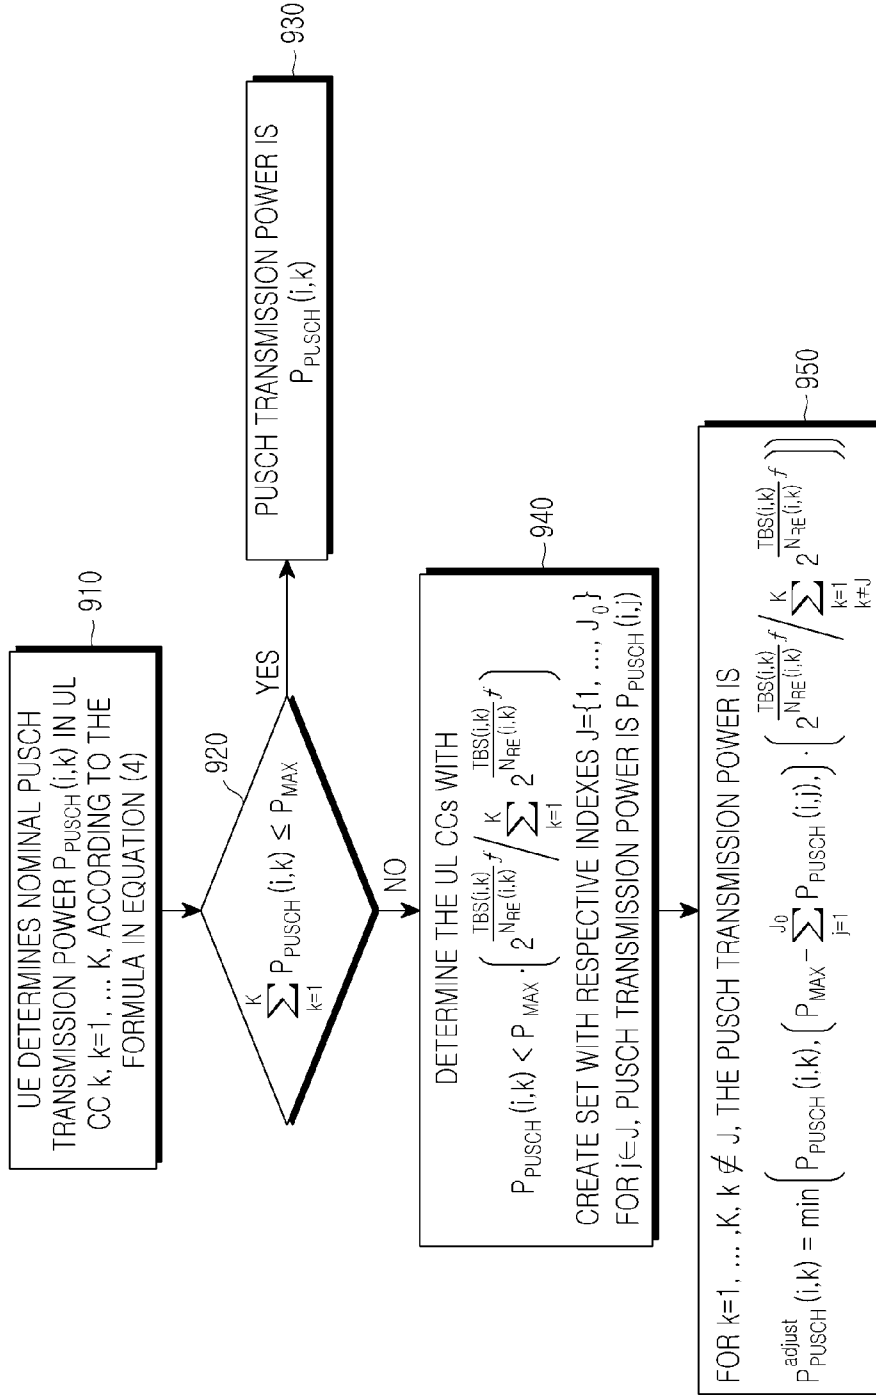 910
UE DETERMINES NOMINAL PUSCH
TRANSMISSION POWER P_PUSCH (i,k) IN UL
CC k, k=1, ... K, ACCORDING TO THE
FORMULA IN EQUATION (4)
920
∑_{k=1}^{K} P_PUSCH (i,k) ≤ P_MAX
YES
930
PUSCH TRANSMISSION POWER IS
P_PUSCH (i,k)
NO
940
DETERMINE THE UL CCs WITH
P_PUSCH (i,k) < P_MAX · ( 2^{TBS(i,k)/N_RE(i,k) f} / ∑_{k=1}^{K} 2^{TBS(i,k)/N_RE(i,k) f} )
CREATE SET WITH RESPECTIVE INDEXES J={1, ..., J_0}
FOR j∈J, PUSCH TRANSMISSION POWER IS P_PUSCH (i,j)
950
FOR k=1, ... ,K, k ∉ J, THE PUSCH TRANSMISSION POWER IS
P_PUSCH^adjust (i,k) = min ( P_PUSCH (i,k), ( P_MAX − ∑_{j=1}^{J_0} P_PUSCH (i,j), ) · ( 2^{TBS(i,k)/N_RE(i,k) f} / ∑_{k=1 k≠J}^{K} 2^{TBS(i,k)/N_RE(i,k) f} ) )